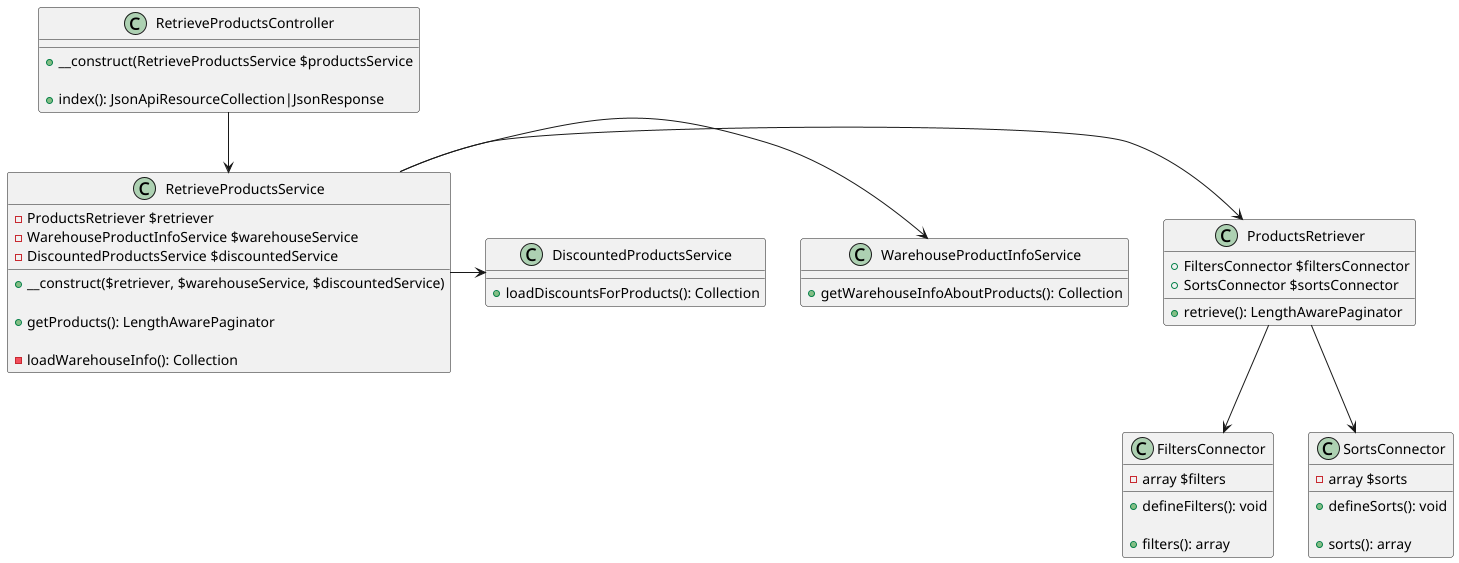 C RetrieveProductsController
__construct(RetrieveProductsService $productsService
index(): JsonApiResourceCollection|JsonResponse
C RetrieveProductsService
ProductsRetriever $retriever
WarehouseProductInfoService $warehouseService
DiscountedProductsService $discountedService
__construct($retriever, $warehouseService, $discountedService)
getProducts(): LengthAwarePaginator
loadWarehouseInfo(): Collection
C DiscountedProductsService
loadDiscountsForProducts(): Collection
C WarehouseProductInfoService
getWarehouseInfoAboutProducts(): Collection
C ProductsRetriever
FiltersConnector $filtersConnector
SortsConnector $sortsConnector
retrieve(): LengthAwarePaginator
C FiltersConnector
array $filters
defineFilters(): void
filters(): array
C SortsConnector
array $sorts
defineSorts(): void
sorts(): array